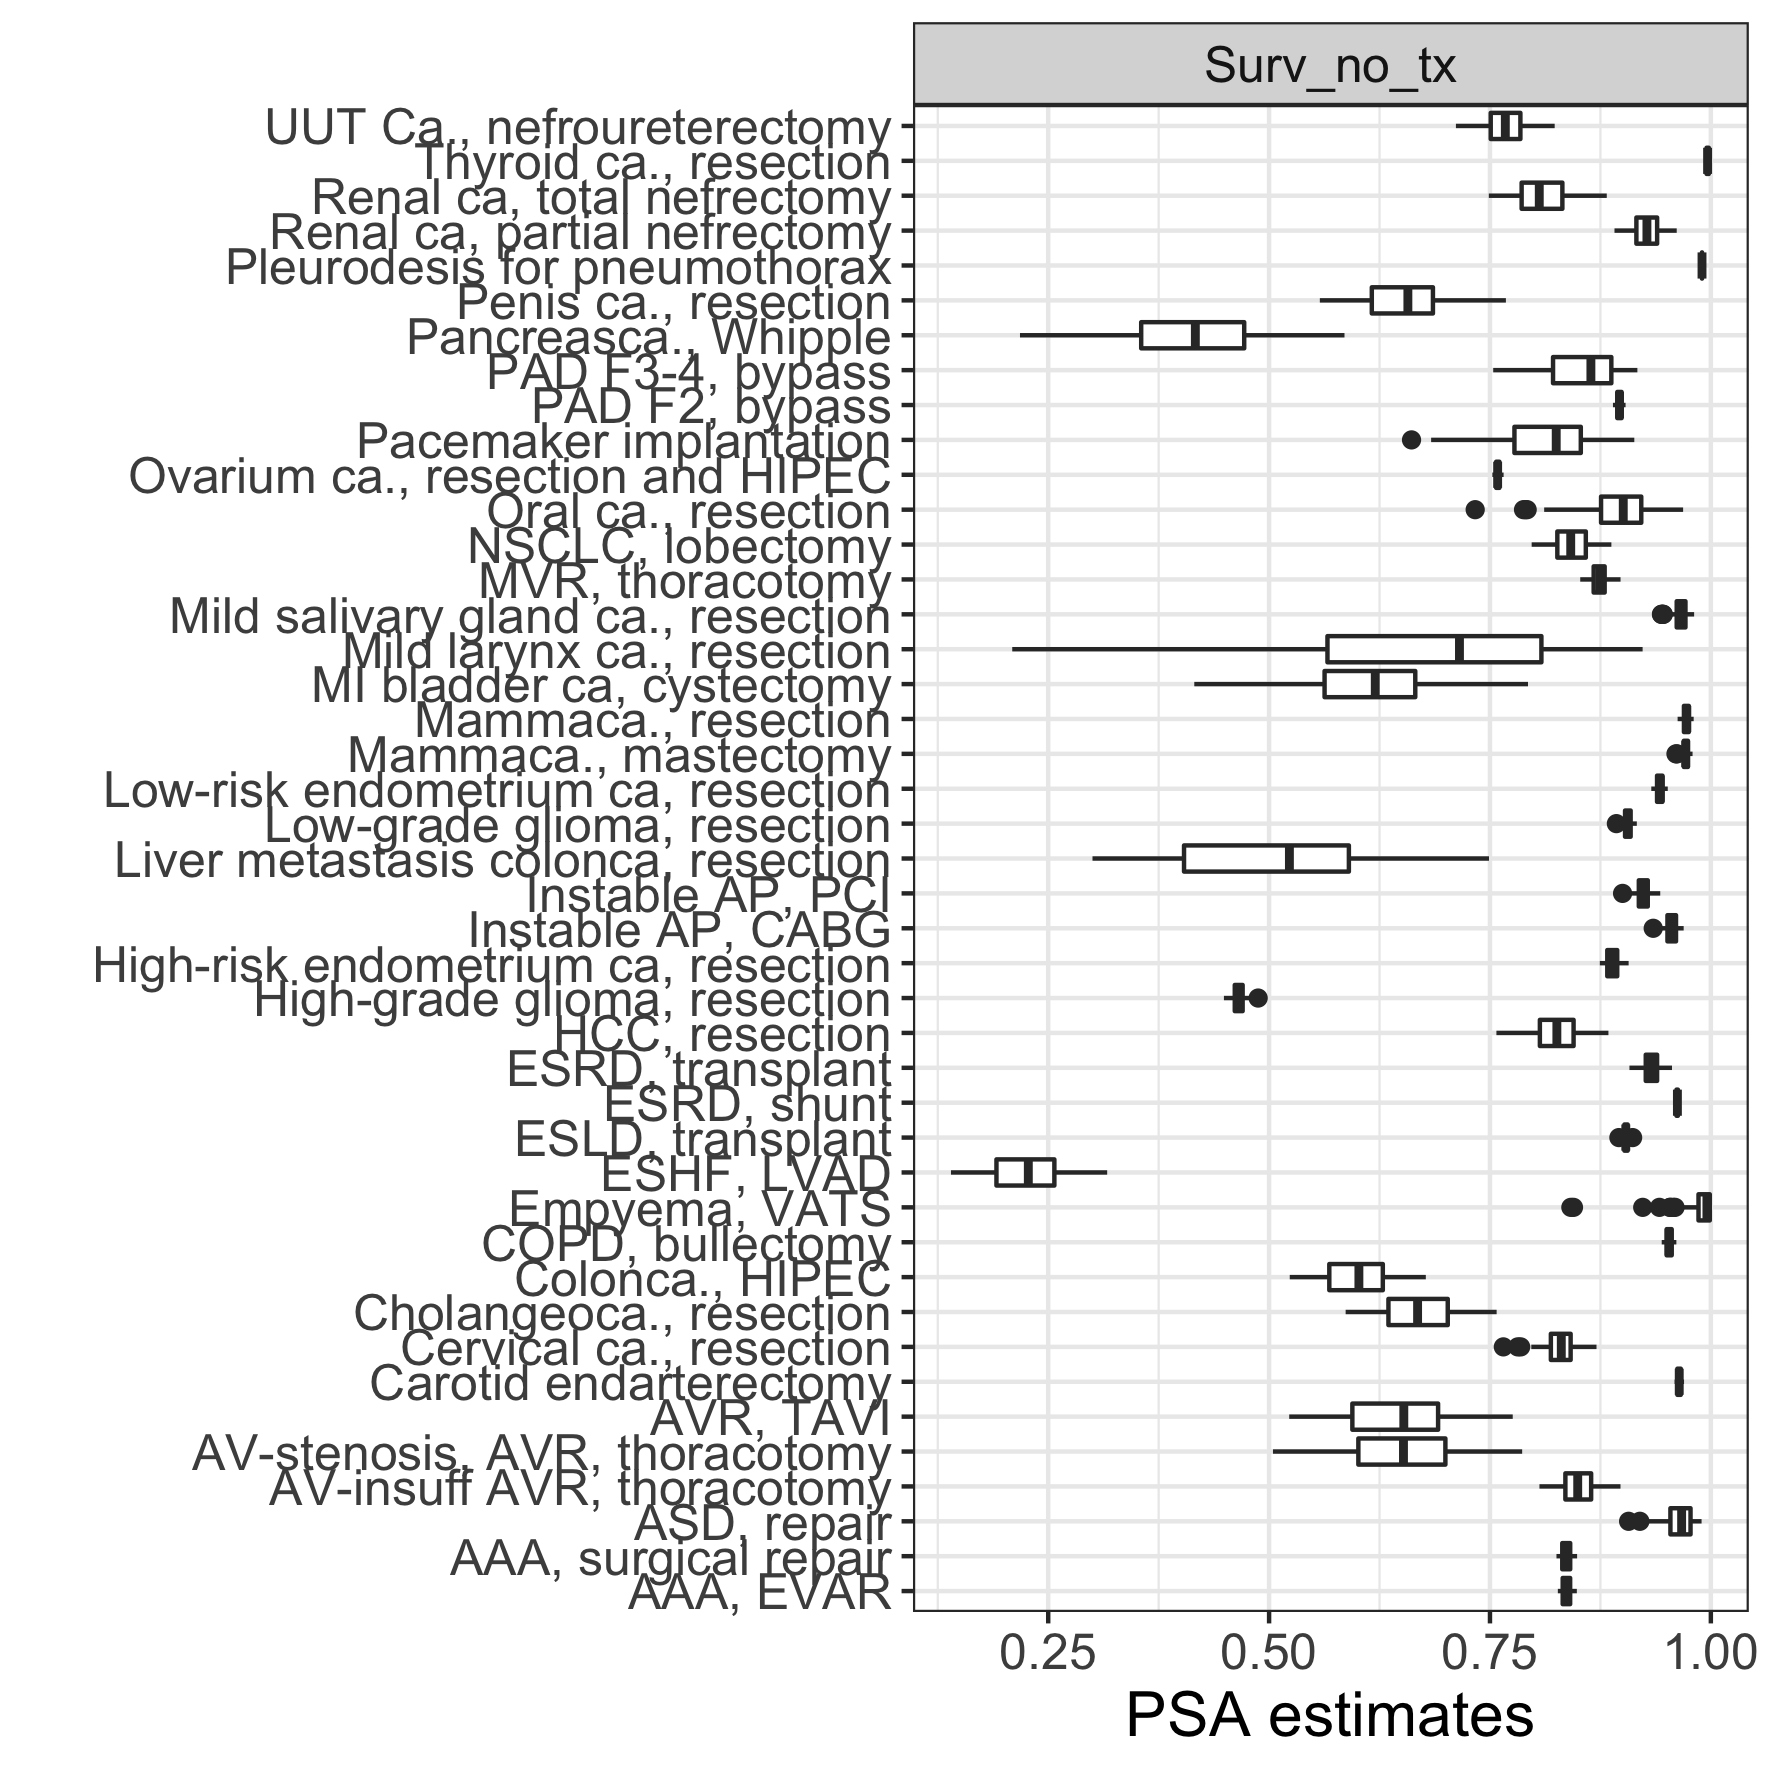 Surv_no_tx
UUT Ca., nefroureterectomy
Thyroid ca., resection
Renal ca, total nefrectomy
Renal ca, partial nefrectomy
Pleurodesis for pneumothorax
Penis ca., resection
Pancreasca., Whipple
PAD F3-4, bypass
PAD F2, bypass
Pacemaker implantation
Ovarium ca., resection and HIPEC
Oral ca., resection
NSCLC, lobectomy
MVR, thoracotomy
Mild salivary gland ca., resection
Mild larynx ca., resection
MI bladder ca, cystectomy
Mammaca., resection
Mammaca., mastectomy
Low-risk endometrium ca, resection
Low-grade glioma, resection
Liver metastasis colonca, resection
Instable AP, PCI
Instable AP, CABG
High-risk endometrium ca, resection
High-grade glioma, resection
HCC, resection
ESRD, transplant
ESRD, shunt
ESLD, transplant
ESHF, LVAD
Empyema, VATS
COPD, bullectomy
Colonca., HIPEC
Cholangeoca., resection
Cervical ca., resection
Carotid endarterectomy
AVR, TAVI
AV-stenosis, AVR, thoracotomy
AV-insuff AVR, thoracotomy
ASD, repair
AAA, surgical repair
AAA, EVAR
0.25 0.50 0.75 1.00
PSA estimates